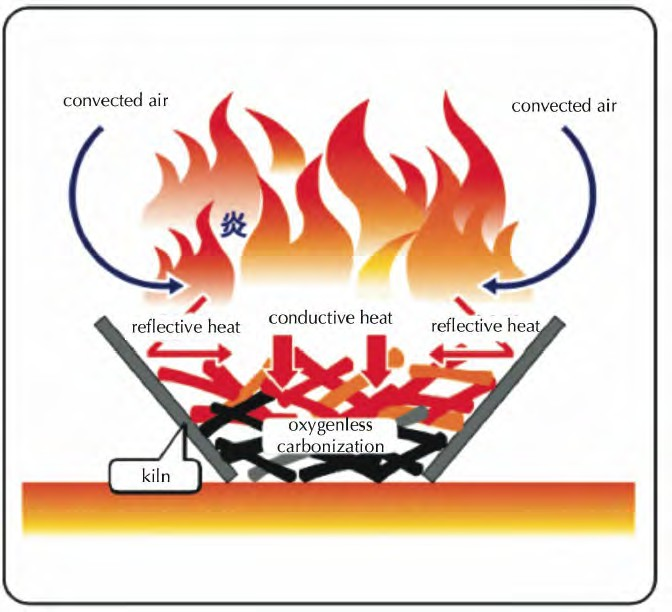 convected air
convected air
炎
reflective heat
conductive heat
reflective heat
oxygenless
carbonization
kiln